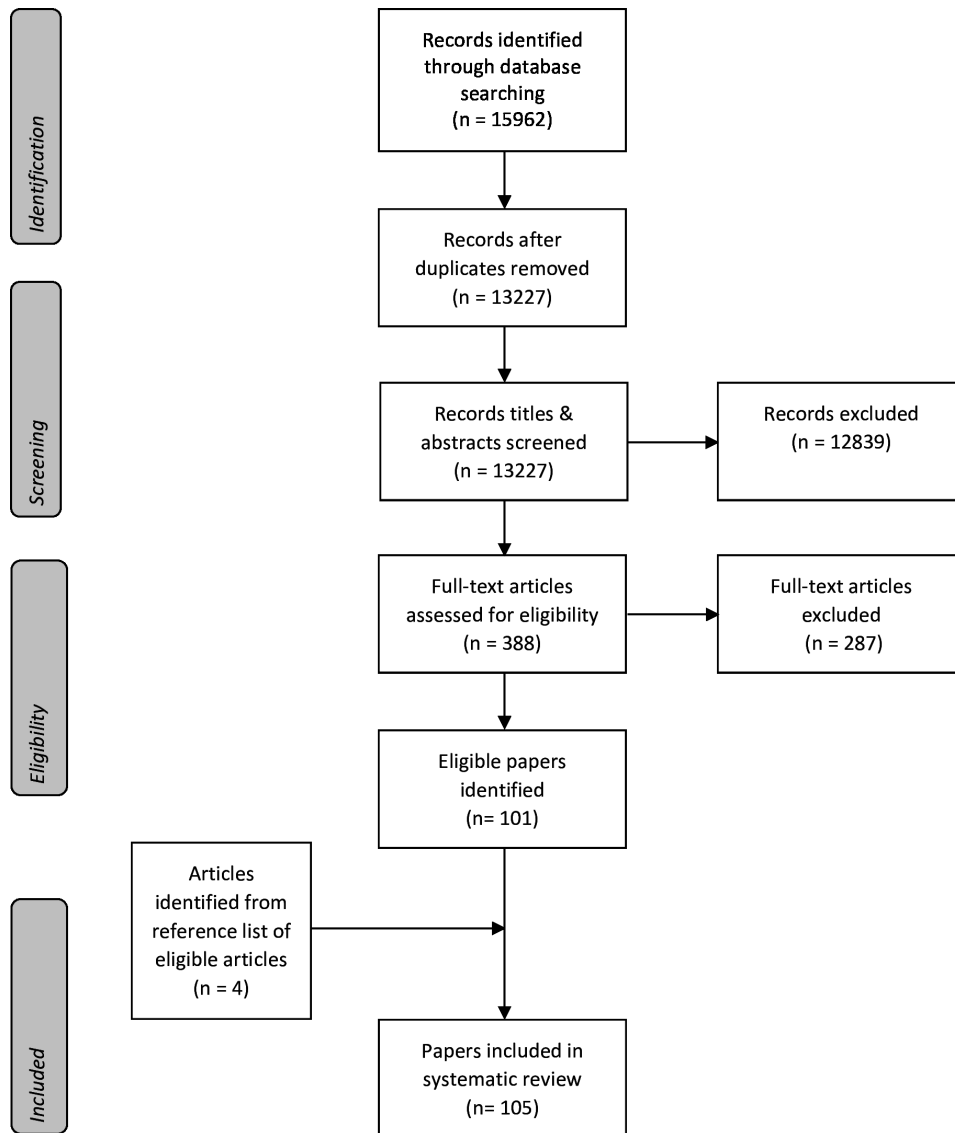 Identification
Records identified
through database
searching
(n = 15962)
Records after
duplicates removed
(n = 13227)
Screening
Records titles &
abstracts screened
(n = 13227)
Records excluded
(n = 12839)
Eligibility
Full-text articles
assessed for eligibility
(n = 388)
Full-text articles
excluded
(n = 287)
Eligible papers
identified
(n= 101)
Articles
identified from
reference list of
eligible articles
(n = 4)
Included
Papers included in
systematic review
(n= 105)